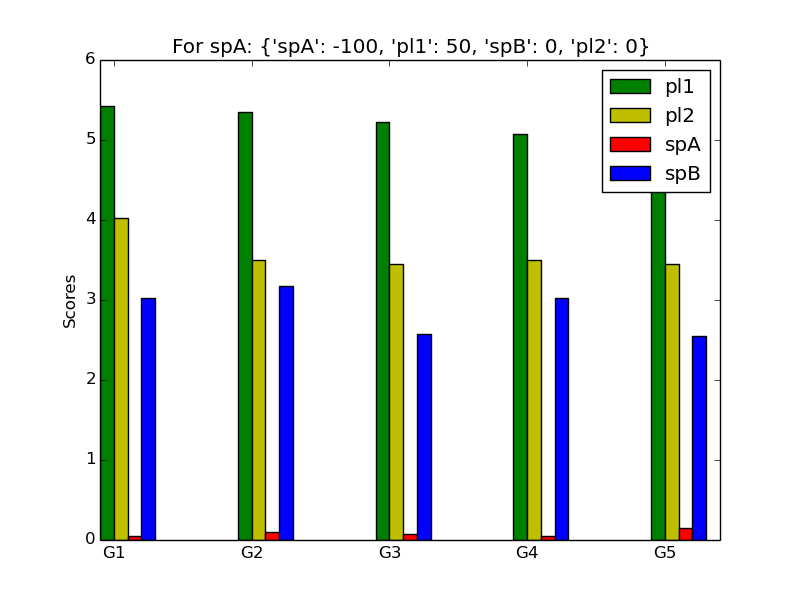 For spA: {'spA': -100, 'pl1': 50, 'spB': 0, 'pl2': 0}
6
5
4
3
2
1
0
Scores
pl1
pl2
spA
spB
G1 G2 G3 G4 G5